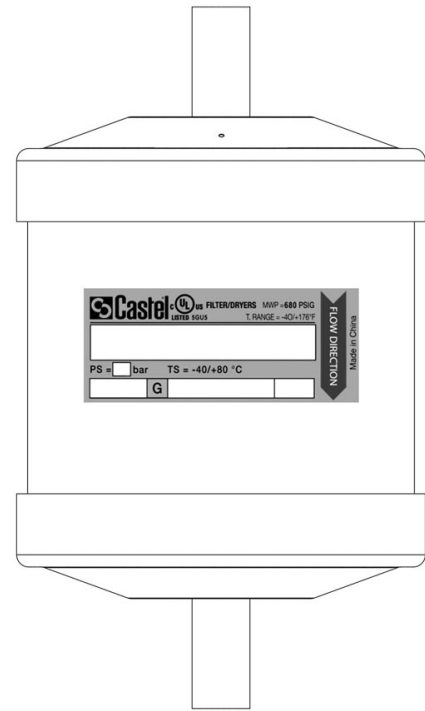 Castel c UL us FILTER/DRYERS MWP =680 PSIG
LISTED SGUS T. RANGE = -40/+176°F
PS = bar TS = -40/+80 °C
G
FLOW DIRECTION
Made in China